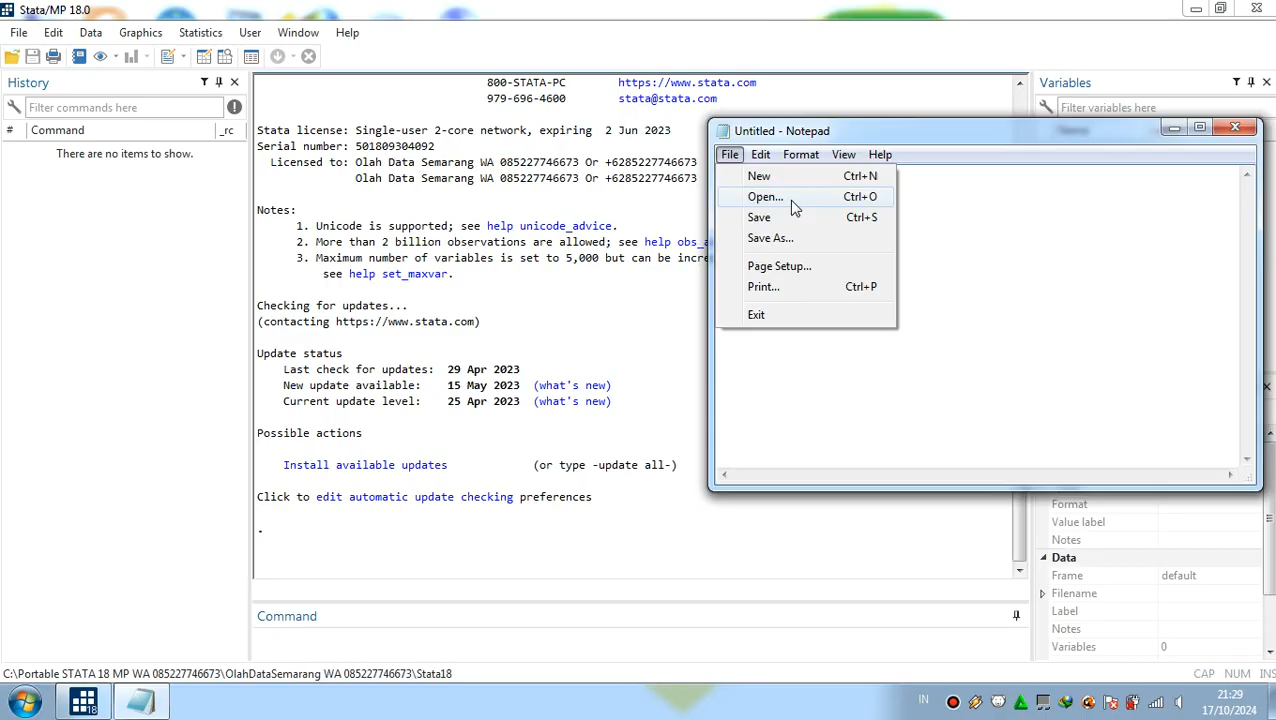 Stata/MP 18.0
File Edit Data Graphics Statistics User Window Help
History
Filter commands here
# Command _rc
There are no items to show.
800-STATA-PC https://www.stata.com
979-696-4600 stata@stata.com
Stata license: Single-user 2-core network, expiring 2 Jun 2023
Serial number: 501809304092
Licensed to: Olah Data Semarang WA 085227746673 Or +6285227746673
Olah Data Semarang WA 085227746673 Or +6285227746673
Notes:
1. Unicode is supported; see help unicode_advice.
2. More than 2 billion observations are allowed; see help obs_a
3. Maximum number of variables is set to 5,000 but can be incre
see help set_maxvar.
Checking for updates...
(contacting https://www.stata.com)
Update status
Last check for updates: 29 Apr 2023
New update available: 15 May 2023 (what's new)
Current update level: 25 Apr 2023 (what's new)
Possible actions
Install available updates (or type -update all-)
Click to edit automatic update checking preferences
.
Command
Variables
Filter variables here
Untitled - Notepad
File Edit Format View Help
New Ctrl+N
Open... Ctrl+O
Save Ctrl+S
Save As...
Page Setup...
Print... Ctrl+P
Exit
Format
Value label
Notes
Data
Frame default
Filename
Label
Notes
Variables 0
C:\Portable STATA 18 MP WA 085227746673\OlahDataSemarang WA 085227746673\Stata18
CAP NUM INS
18
IN
21:29
17/10/2024